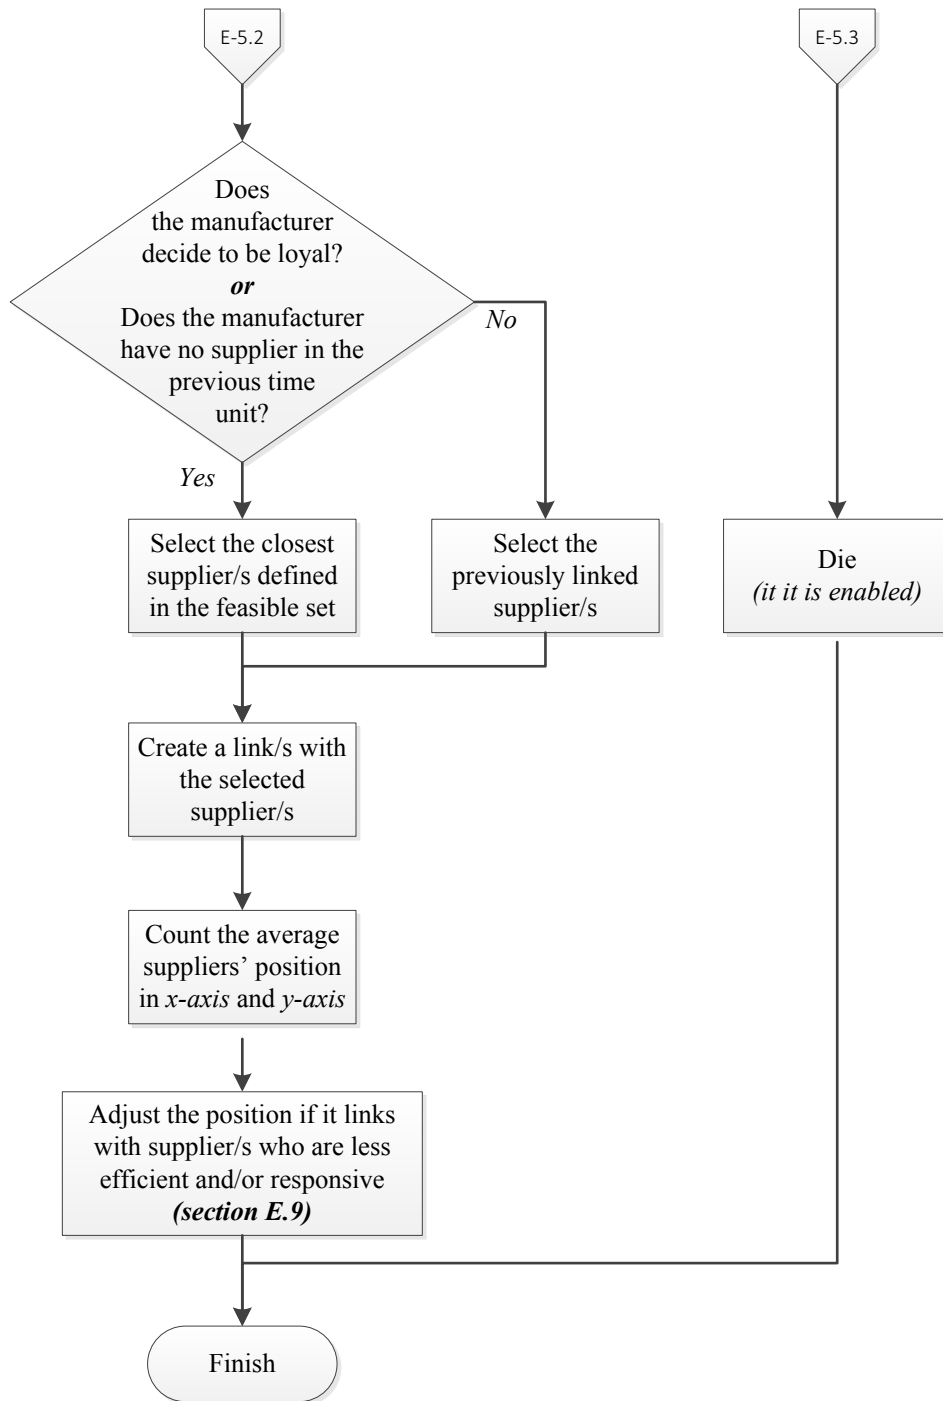 E-5.2
E-5.3
Does
the manufacturer
decide to be loyal?
or
Does the manufacturer
have no supplier in the
previous time
unit?
No
Yes
Select the closest
supplier/s defined
in the feasible set
Select the
previously linked
supplier/s
Die
(it it is enabled)
Create a link/s with
the selected
supplier/s
Count the average
suppliers’ position
in x-axis and y-axis
Adjust the position if it links
with supplier/s who are less
efficient and/or responsive
(section E.9)
Finish